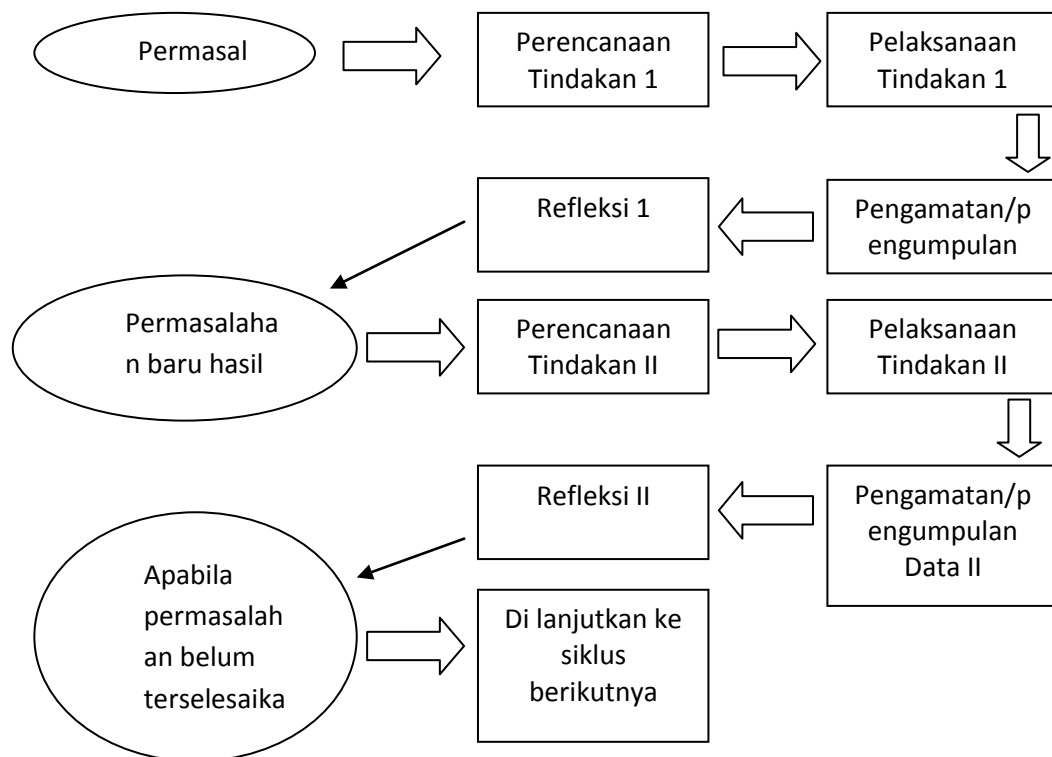 Permasal
Perencanaan
Tindakan 1
Pelaksanaan
Tindakan 1
Refleksi 1
Pengamatan/p
engumpulan
Permasalaha
n baru hasil
Perencanaan
Tindakan II
Pelaksanaan
Tindakan II
Refleksi II
Pengamatan/p
engumpulan
Data II
Apabila
permasalah
an belum
terselesaika
Di lanjutkan ke
siklus
berikutnya